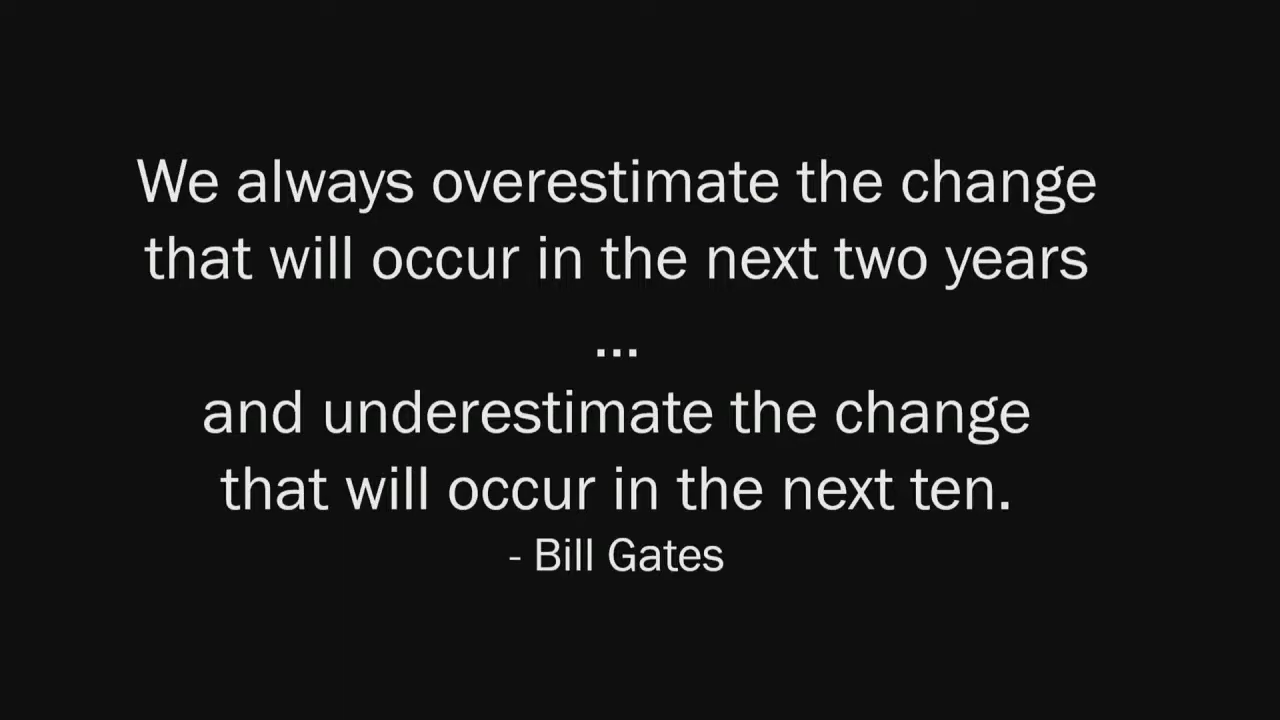 We always overestimate the change
that will occur in the next two years
...
and underestimate the change
that will occur in the next ten.
- Bill Gates